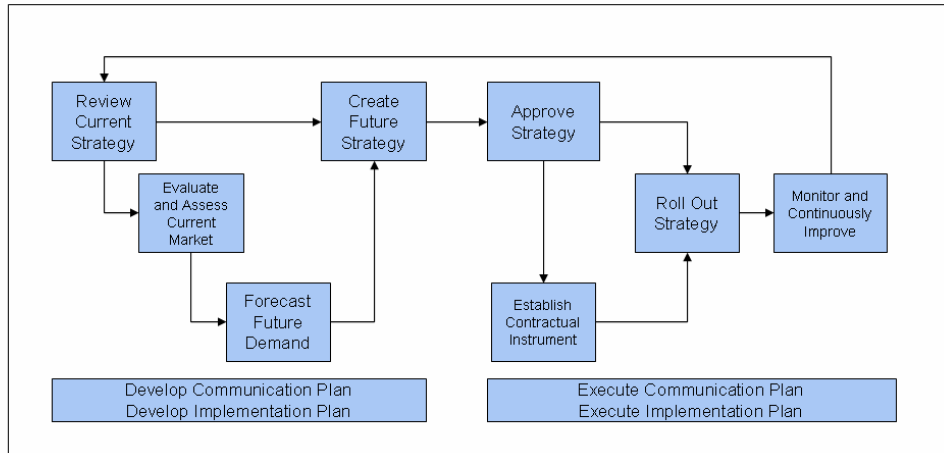 Review
Current
Strategy
Create
Future
Strategy
Approve
Strategy
Evaluate
and Assess
Current
Market
Roll Out
Strategy
Monitor and
Continuously
Improve
Forecast
Future
Demand
Establish
Contractual
Instrument
Develop Communication Plan
Develop Implementation Plan
Execute Communication Plan
Execute Implementation Plan